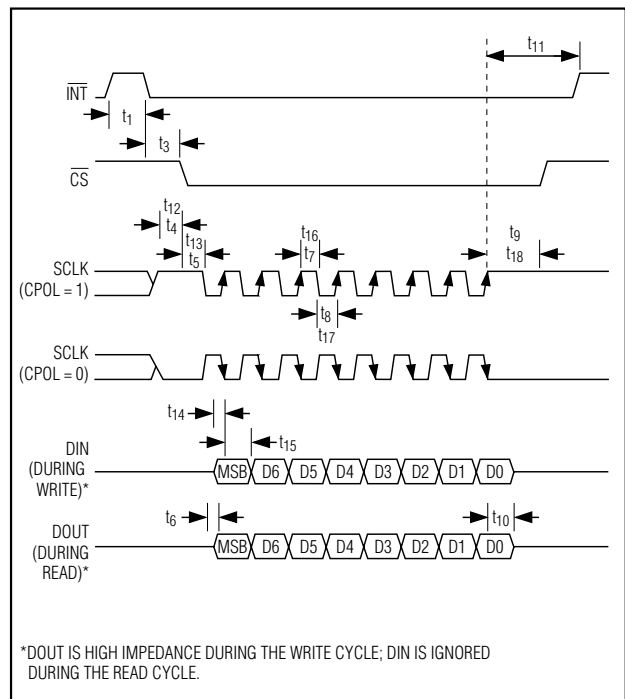 t11
INT
t1
t3
CS
t12
t4
t13
t5
t16
t7
t9
t18
SCLK
(CPOL = 1)
t8
t17
SCLK
(CPOL = 0)
t14
t15
DIN
(DURING
WRITE)*
MSB D6 D5 D4 D3 D2 D1 D0
t6
t10
DOUT
(DURING
READ)*
MSB D6 D5 D4 D3 D2 D1 D0
*DOUT IS HIGH IMPEDANCE DURING THE WRITE CYCLE; DIN IS IGNORED
DURING THE READ CYCLE.